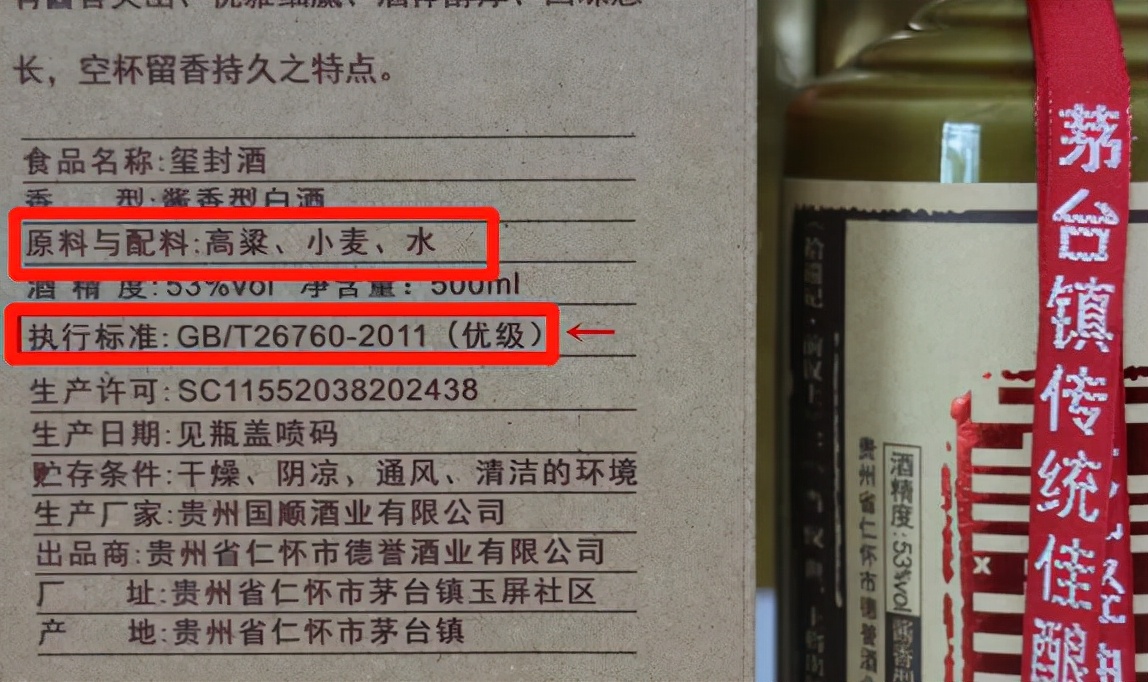 长，空杯留香持久之特点。
食品名称:玺封酒
香 型:酱香型白酒
原料与配料:高粱、小麦、水
酒精度:53%vol 净含量：500ml
执行标准:GB/T26760-2011（优级）
生产许可:SC11552038202438
生产日期:见瓶盖喷码
贮存条件:干燥、阴凉、通风、清洁的环境
生产厂家:贵州国顺酒业有限公司
出品商:贵州省仁怀市德誉酒业有限公司
厂 址:贵州省仁怀市茅台镇玉屏社区
产 地:贵州省仁怀市茅台镇
茅台镇传统佳酿
酒精度:53%vol
酱香型
贵州省仁怀市德誉酒